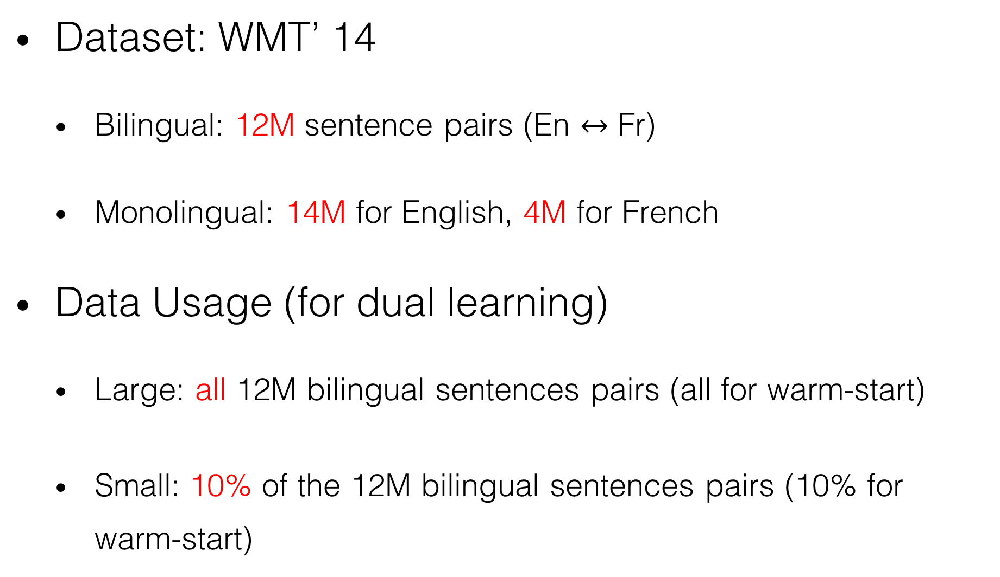 • Dataset: WMT’ 14
• Bilingual: 12M sentence pairs (En ↔ Fr)
• Monolingual: 14M for English, 4M for French
• Data Usage (for dual learning)
• Large: all 12M bilingual sentences pairs (all for warm-start)
• Small: 10% of the 12M bilingual sentences pairs (10% for
warm-start)